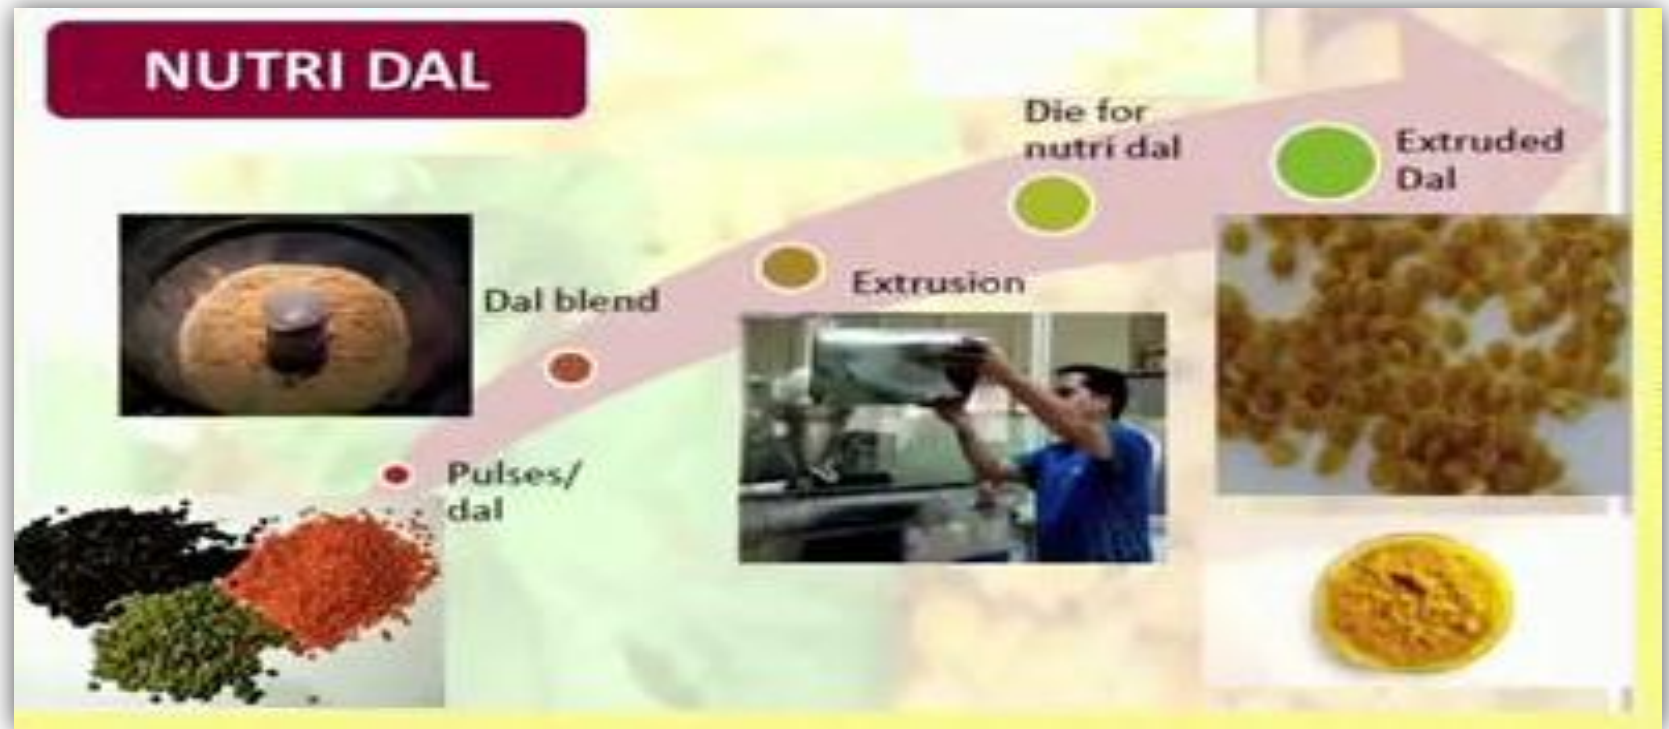 NUTRI DAL
Die for
nutri dal
Extruded
Dal
Extrusion
Dal blend
Pulses/
dal